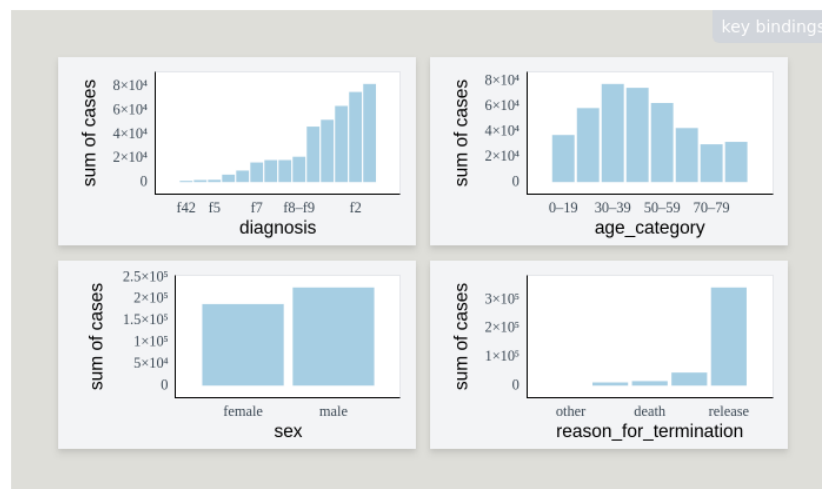 key bindings
sum of cases
8×10⁴
6×10⁴
4×10⁴
2×10⁴
0
f42 f5 f7 f8–f9 f2
diagnosis
sum of cases
8×10⁴
6×10⁴
4×10⁴
2×10⁴
0
0–19 30–39 50–59 70–79
age_category
sum of cases
2.5×10⁵
2×10⁵
1.5×10⁵
1×10⁵
5×10⁴
0
female male
sex
sum of cases
3×10⁵
2×10⁵
1×10⁵
0
other death release
reason_for_termination